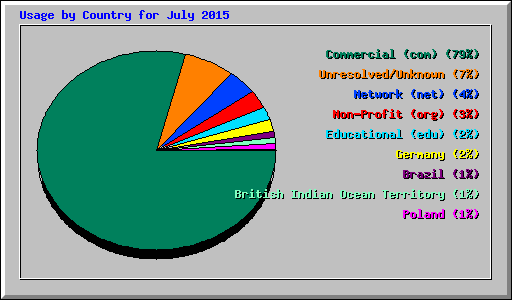 Usage by Country for July 2015
Commercial (com) (79%)
Unresolved/Unknown (7%)
Network (net) (4%)
Non-Profit (org) (3%)
Educational (edu) (2%)
Germany (2%)
Brazil (1%)
British Indian Ocean Territory (1%)
Poland (1%)